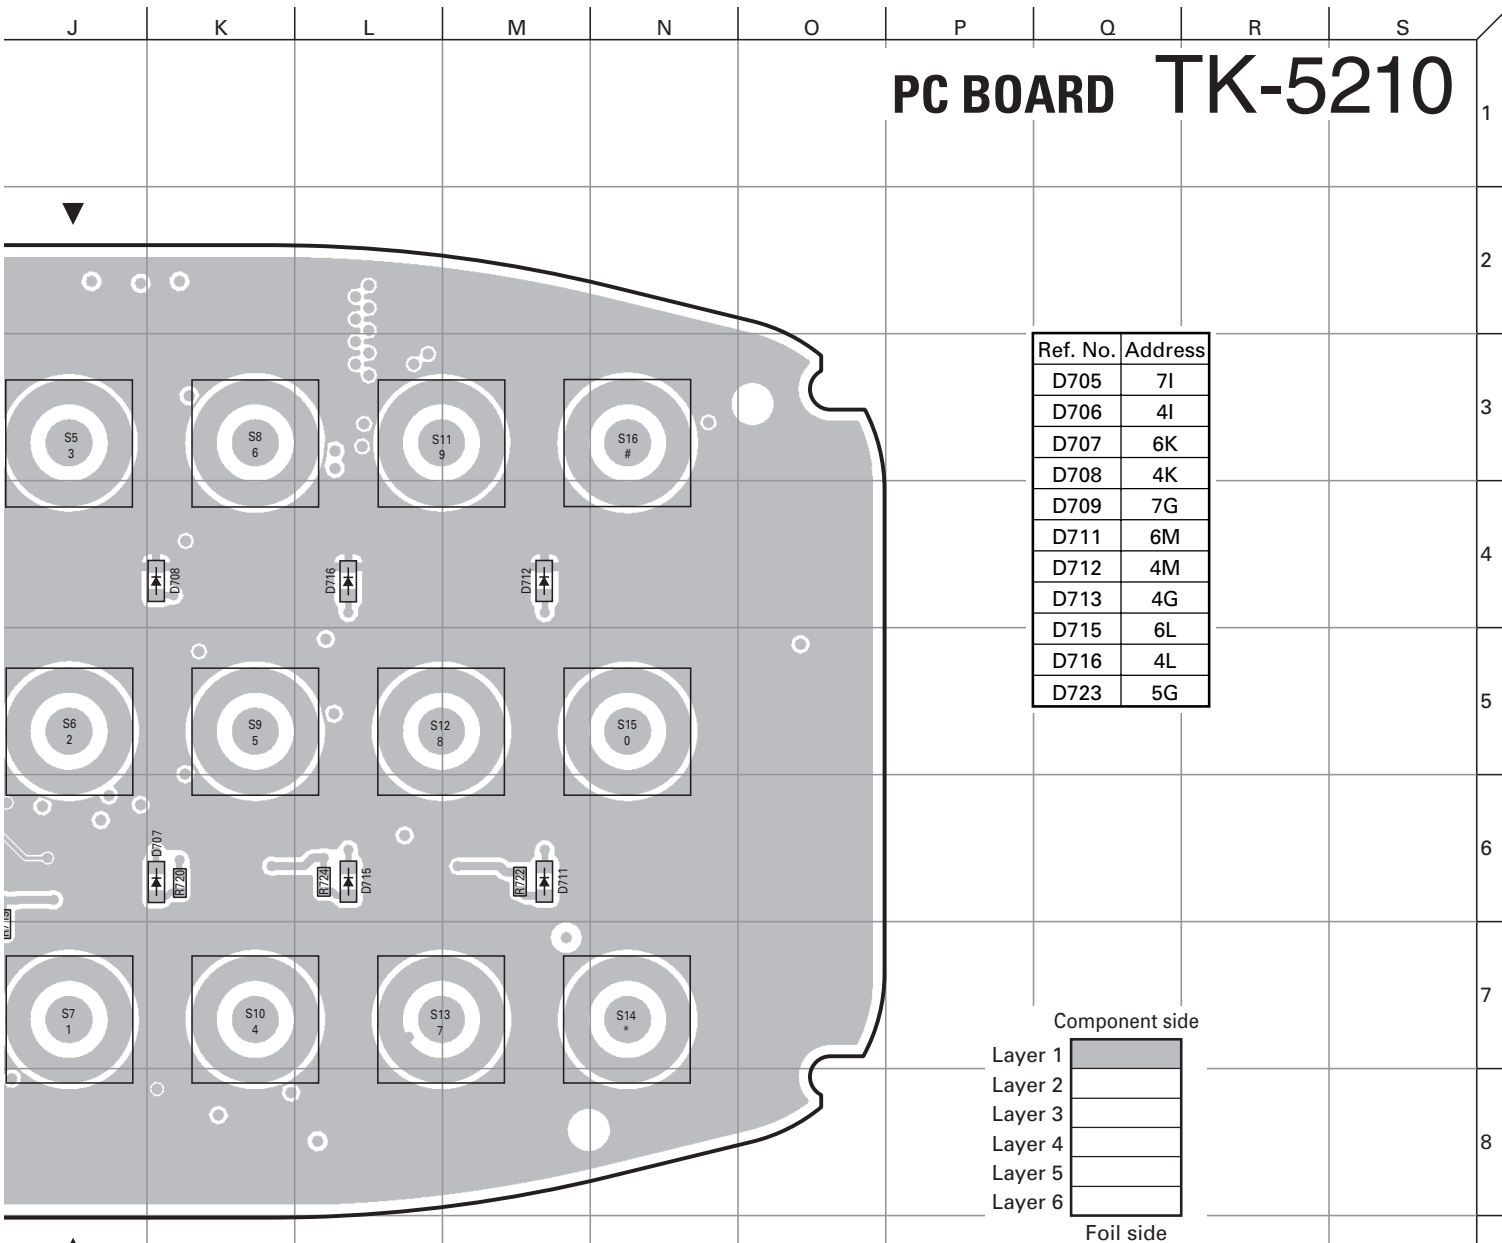 J K L M N O P Q R S
PC BOARD TK-5210
1
2
Ref. No. Address
D705 7I
D706 4I
D707 6K
D708 4K
D709 7G
D711 6M
D712 4M
D713 4G
D715 6L
D716 4L
D723 5G
3
S5 S8 S11 S16
3 6 9 #
4
D708 D716 D712
5
S6 S9 S12 S15
2 5 8 0
6
D707 R720 R724 D715 R722 D711
7
S7 S10 S13 S14
1 4 7 *
Component side
Layer 1
Layer 2
Layer 3
Layer 4
Layer 5
Layer 6
Foil side
8